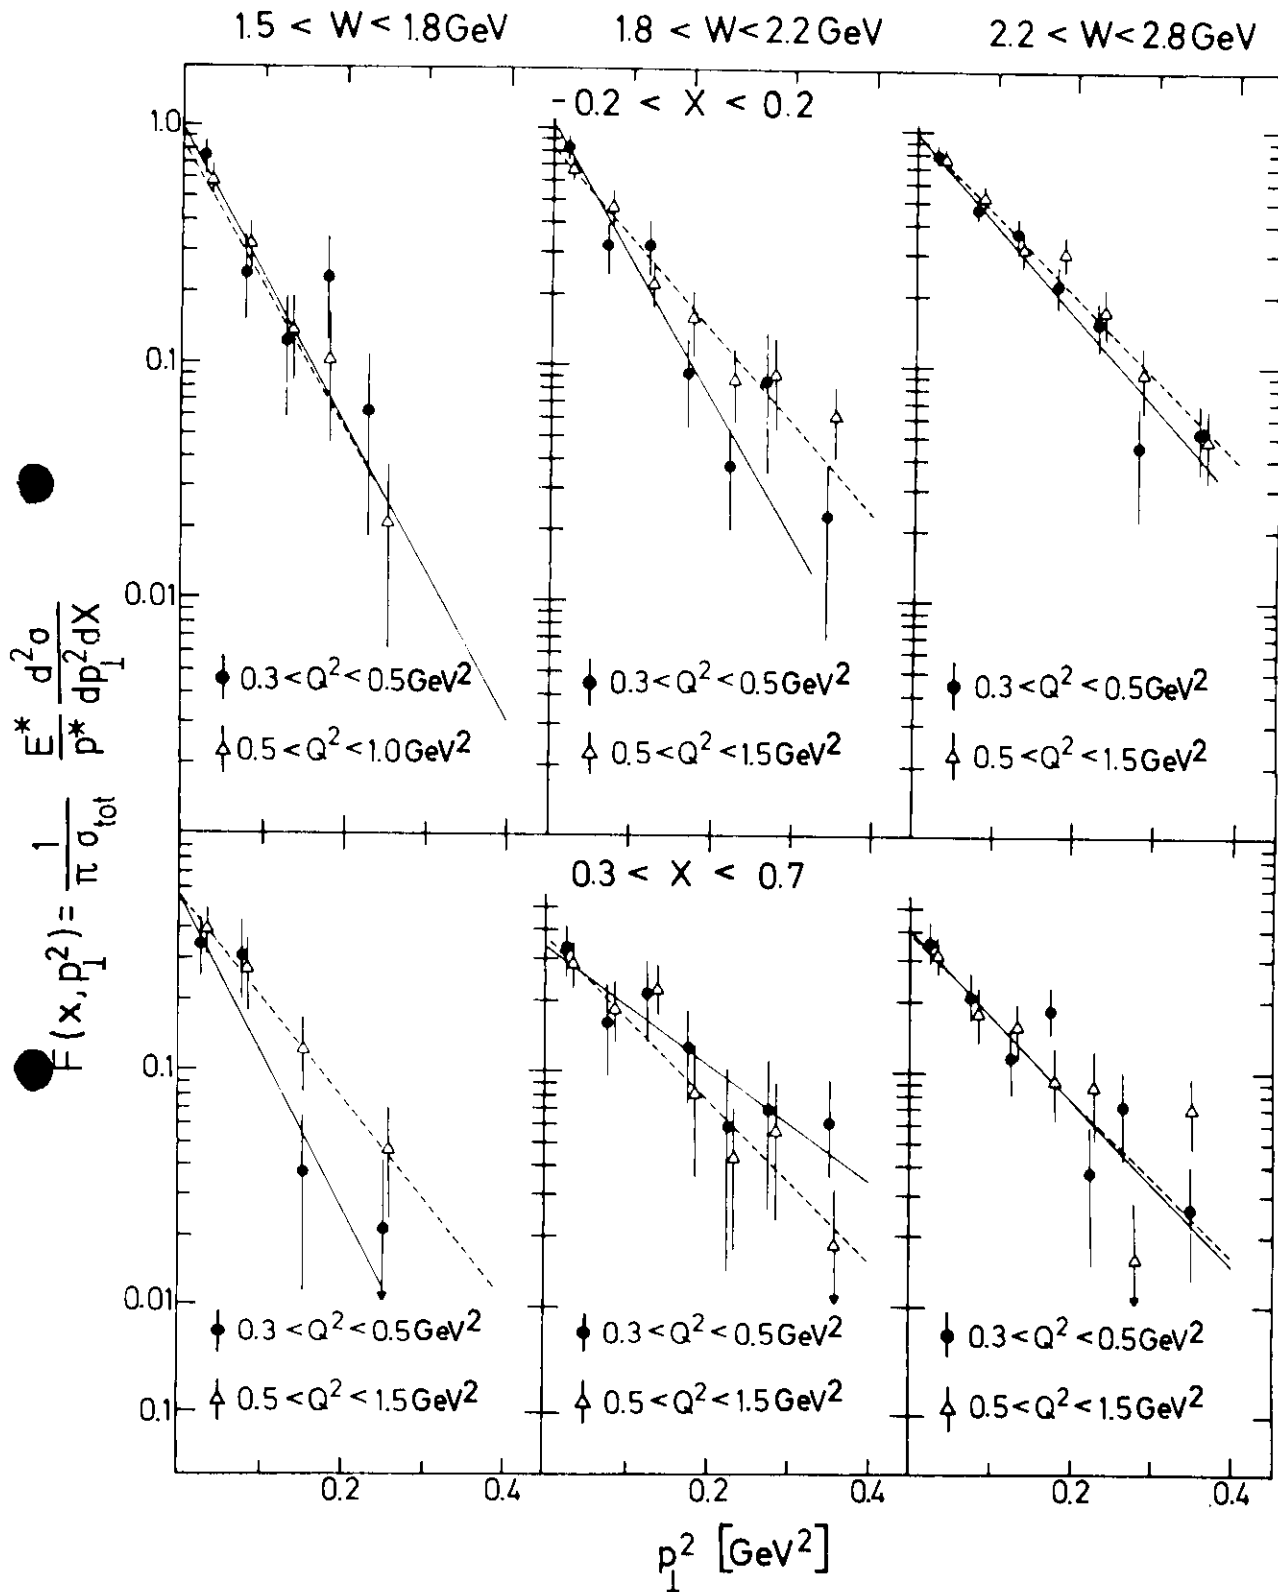 1.5 < W < 1.8 GeV
1.8 < W < 2.2 GeV
2.2 < W < 2.8 GeV
-0.2 < X < 0.2
1.0
0.1
0.01
0.3 < Q² < 0.5 GeV²
0.5 < Q² < 1.0 GeV²
0.3 < Q² < 0.5 GeV²
0.5 < Q² < 1.5 GeV²
0.3 < Q² < 0.5 GeV²
0.5 < Q² < 1.5 GeV²
F(x, p⊥²) = 1/(π σtot) E*/p* d²σ/(dp⊥² dX)
0.3 < X < 0.7
0.1
0.01
0.1
0.3 < Q² < 0.5 GeV²
0.5 < Q² < 1.5 GeV²
0.3 < Q² < 0.5 GeV²
0.5 < Q² < 1.5 GeV²
0.3 < Q² < 0.5 GeV²
0.5 < Q² < 1.5 GeV²
0.2 0.4 0.2 0.4 0.2 0.4
p⊥² [GeV²]